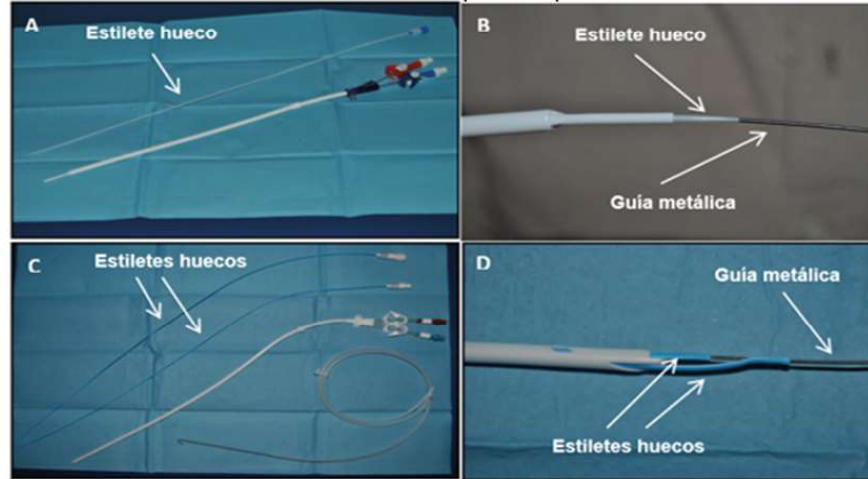 A
Estilete hueco
B
Estilete hueco
Guía metálica
C
Estiletes huecos
D
Guía metálica
Estiletes huecos